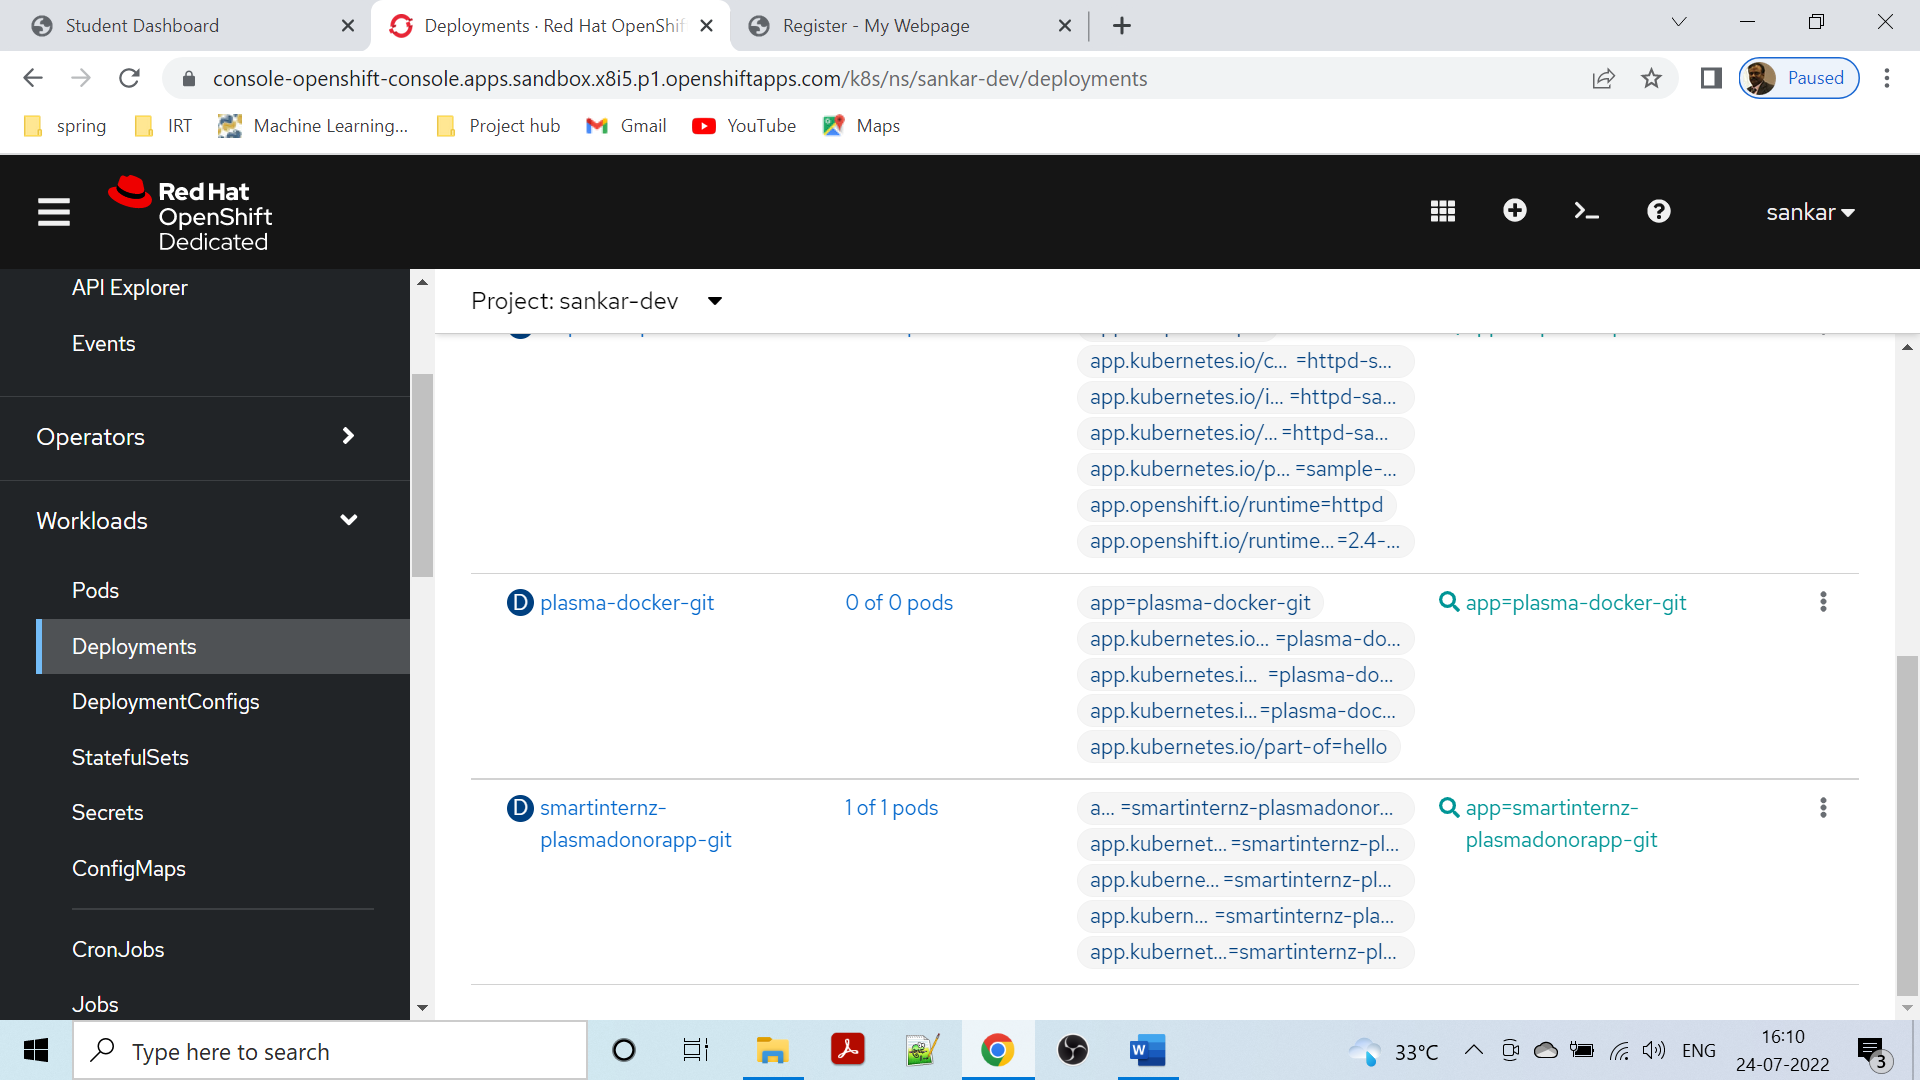 Student Dashboard
Deployments · Red Hat OpenShif
Register - My Webpage
console-openshift-console.apps.sandbox.x8i5.p1.openshiftapps.com/k8s/ns/sankar-dev/deployments
Paused
spring
IRT
Machine Learning...
Project hub
Gmail
YouTube
Maps
Red Hat
OpenShift
Dedicated
sankar
API Explorer
Events
Operators
Workloads
Pods
Deployments
DeploymentConfigs
StatefulSets
Secrets
ConfigMaps
CronJobs
Jobs
Project: sankar-dev
app.kubernetes.io/c... =httpd-s...
app.kubernetes.io/i... =httpd-sa...
app.kubernetes.io/... =httpd-sa...
app.kubernetes.io/p... =sample-...
app.openshift.io/runtime=httpd
app.openshift.io/runtime... =2.4-...
D plasma-docker-git
0 of 0 pods
app=plasma-docker-git
app.kubernetes.io... =plasma-do...
app.kubernetes.i... =plasma-do...
app.kubernetes.i... =plasma-doc...
app.kubernetes.io/part-of=hello
app=plasma-docker-git
D smartinternz-
plasmadonorapp-git
1 of 1 pods
a... =smartinternz-plasmadonor...
app.kubernet... =smartinternz-pl...
app.kuberne... =smartinternz-pl...
app.kubern... =smartinternz-pla...
app.kubernet... =smartinternz-pl...
app=smartinternz-
plasmadonorapp-git
Type here to search
33°C
ENG
16:10
24-07-2022
3